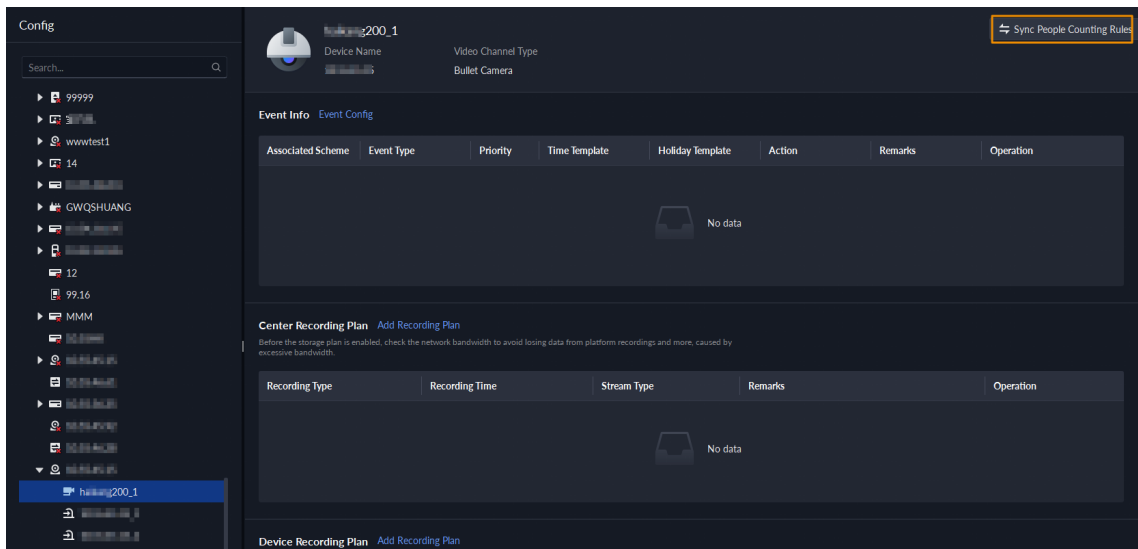 Config
Search...
99999
wwwtest1
14
GWQSHUANG
12
99.16
MMM
200_1
200_1
Device Name
Video Channel Type
Bullet Camera
Sync People Counting Rules
Event Info Event Config
Associated Scheme Event Type Priority Time Template Holiday Template Action Remarks Operation
No data
Center Recording Plan Add Recording Plan
Before the storage plan is enabled, check the network bandwidth to avoid losing data from platform recordings and more, caused by
excessive bandwidth.
Recording Type Recording Time Stream Type Remarks Operation
No data
Device Recording Plan Add Recording Plan